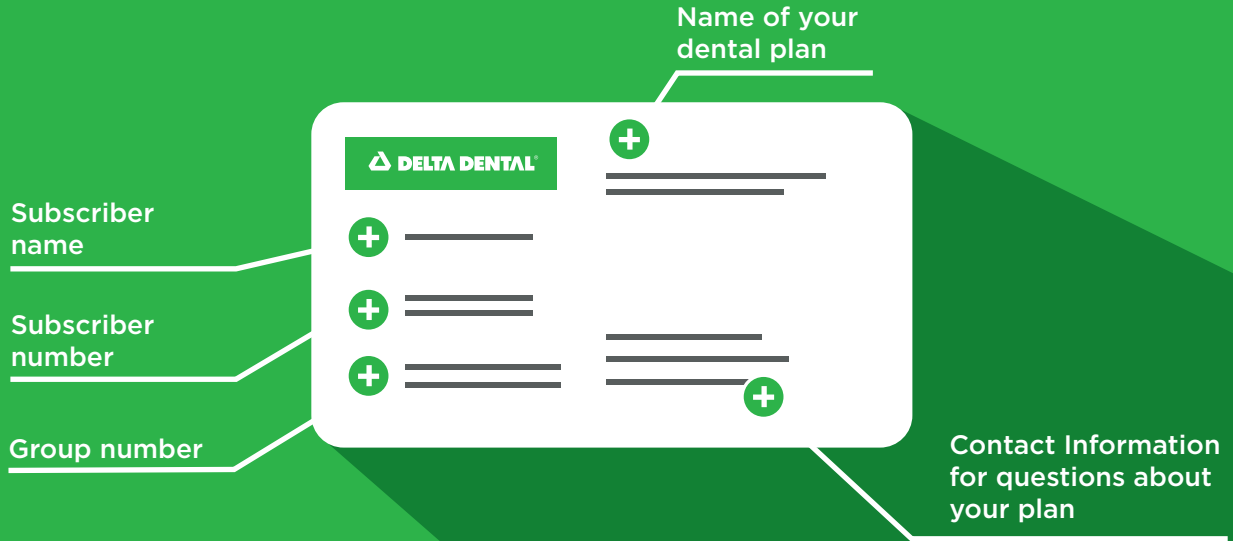 Name of your
dental plan
DELTA DENTAL®
Subscriber
name
Subscriber
number
Group number
Contact Information
for questions about
your plan